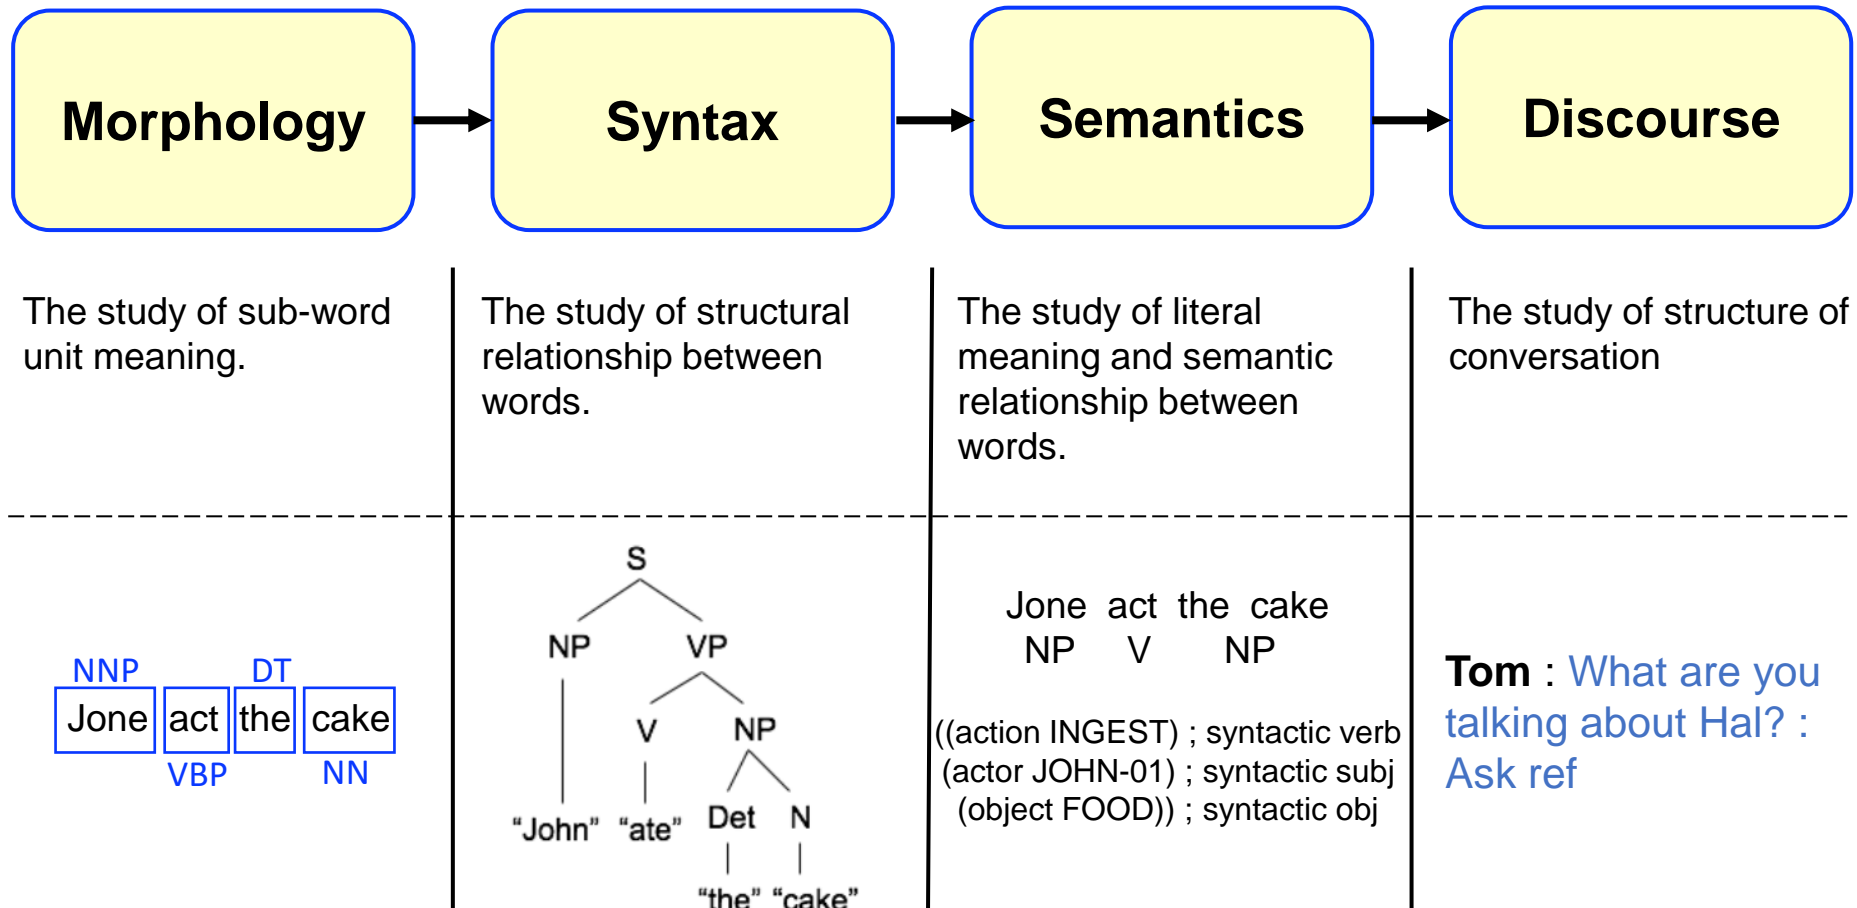 Morphology
Syntax
Semantics
Discourse
The study of sub-word
unit meaning.
The study of structural
relationship between
words.
The study of literal
meaning and semantic
relationship between
words.
The study of structure of
conversation
NNP DT
Jone act the cake
VBP NN
S
NP VP
V NP
Det N
“John” “ate”
“the” “cake”
Jone act the cake
NP V NP
((action INGEST) ; syntactic verb
(actor JOHN-01) ; syntactic subj
(object FOOD)) ; syntactic obj
Tom : What are you
talking about Hal? :
Ask ref